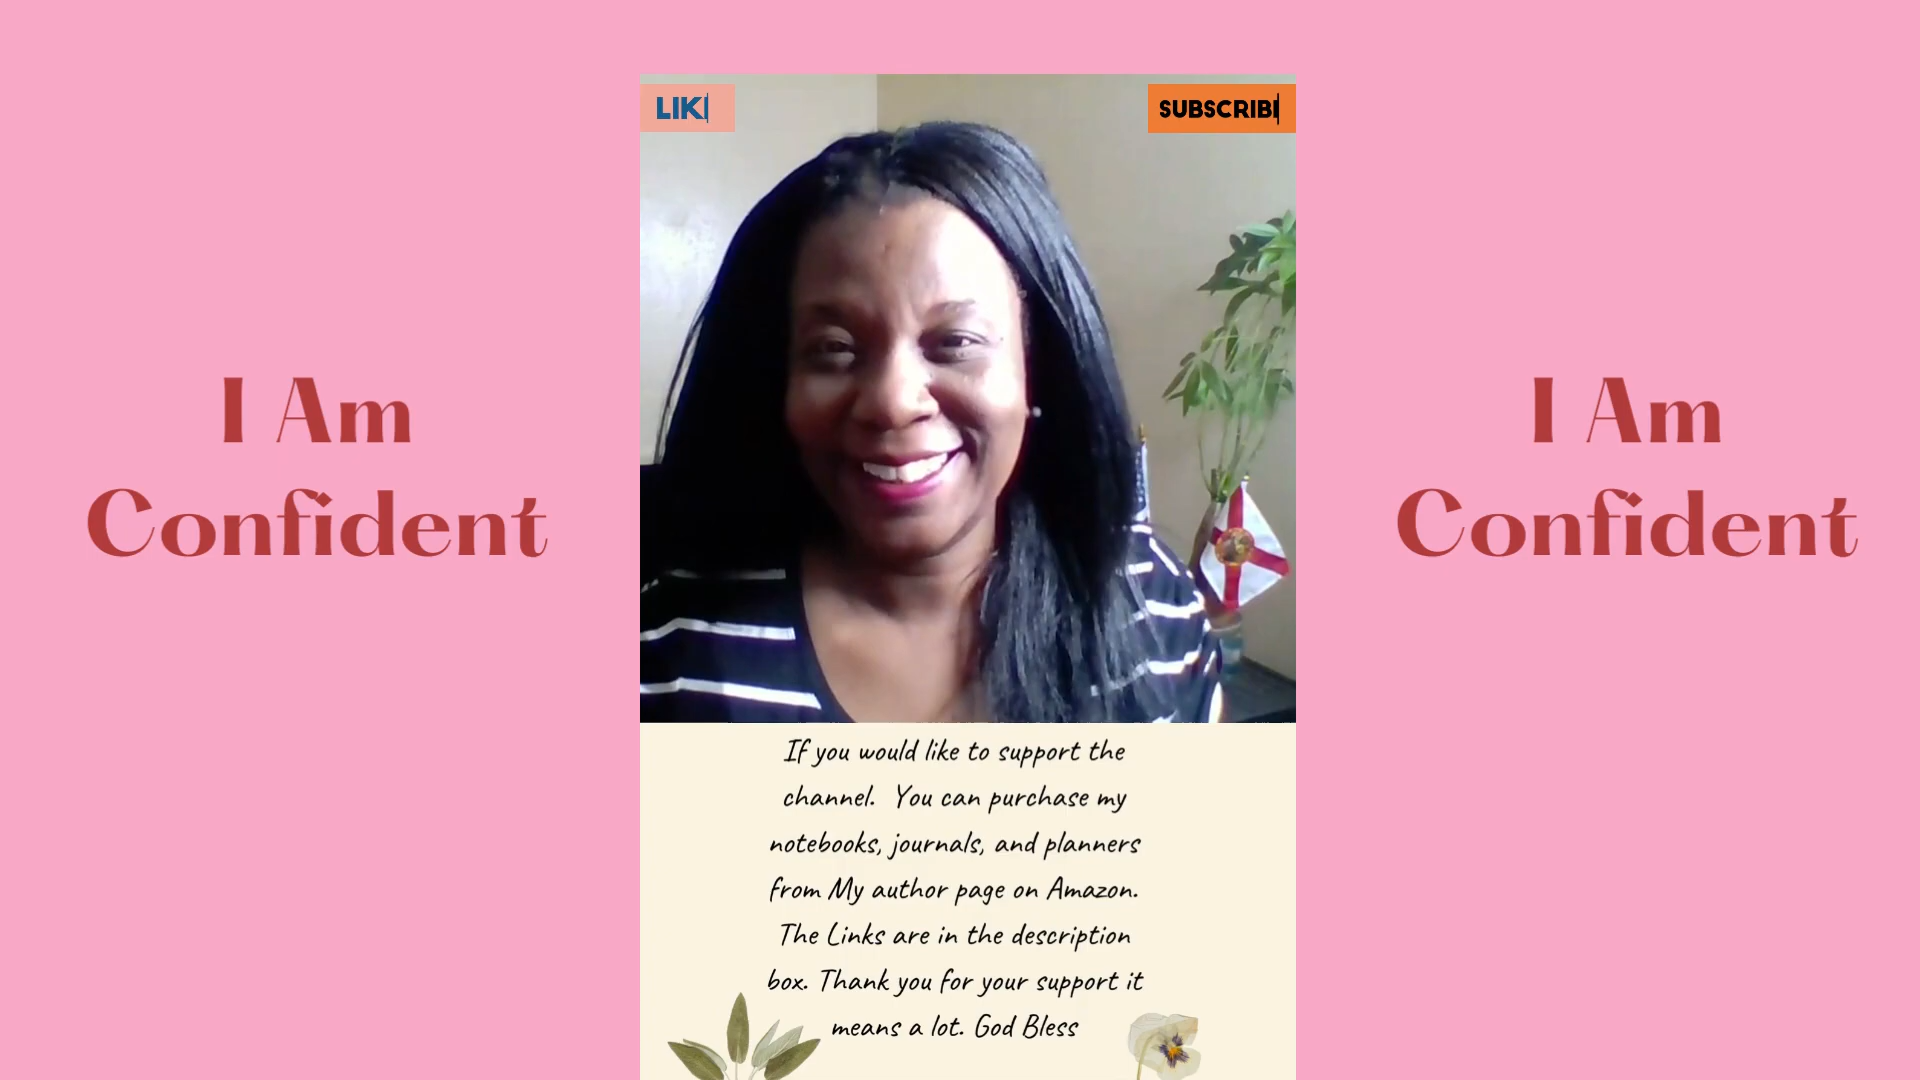 LIK
SUBSCRIBE
I Am
Confident
If you would like to support the
channel. You can purchase my
notebooks, journals, and planners
from My author page on Amazon.
The Links are in the description
box. Thank you for your support it
means a lot. God Bless
I Am
Confident